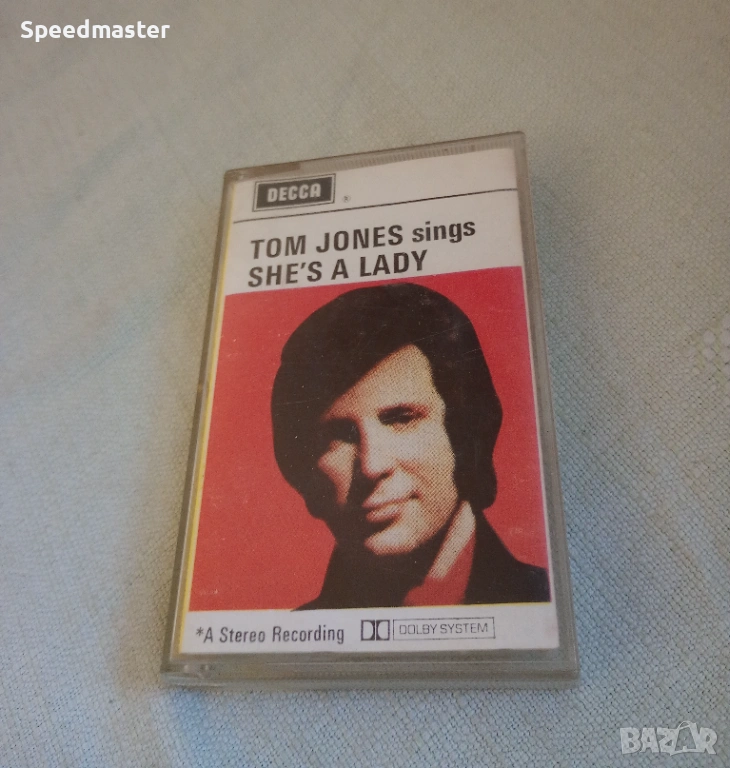 Speedmaster
DECCA
®
TOM JONES sings
SHE'S A LADY
*A Stereo Recording DOLBY SYSTEM
BAZAR